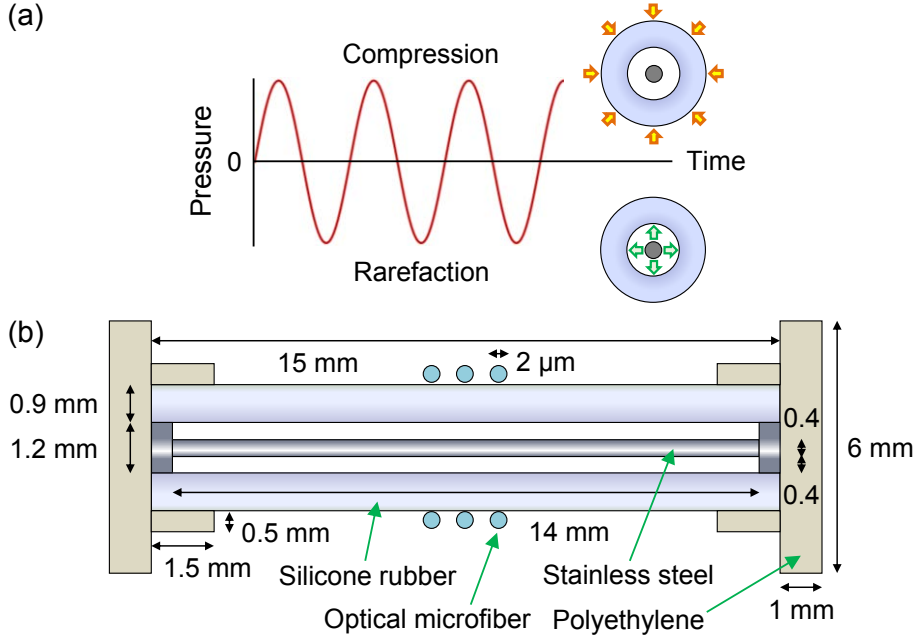 (a)
Compression
Pressure
0
Time
Rarefaction
(b)
15 mm
2 µm
0.9 mm
1.2 mm
0.4
6 mm
0.4
0.5 mm
14 mm
1.5 mm
Silicone rubber
Stainless steel
Optical microfiber
Polyethylene
1 mm